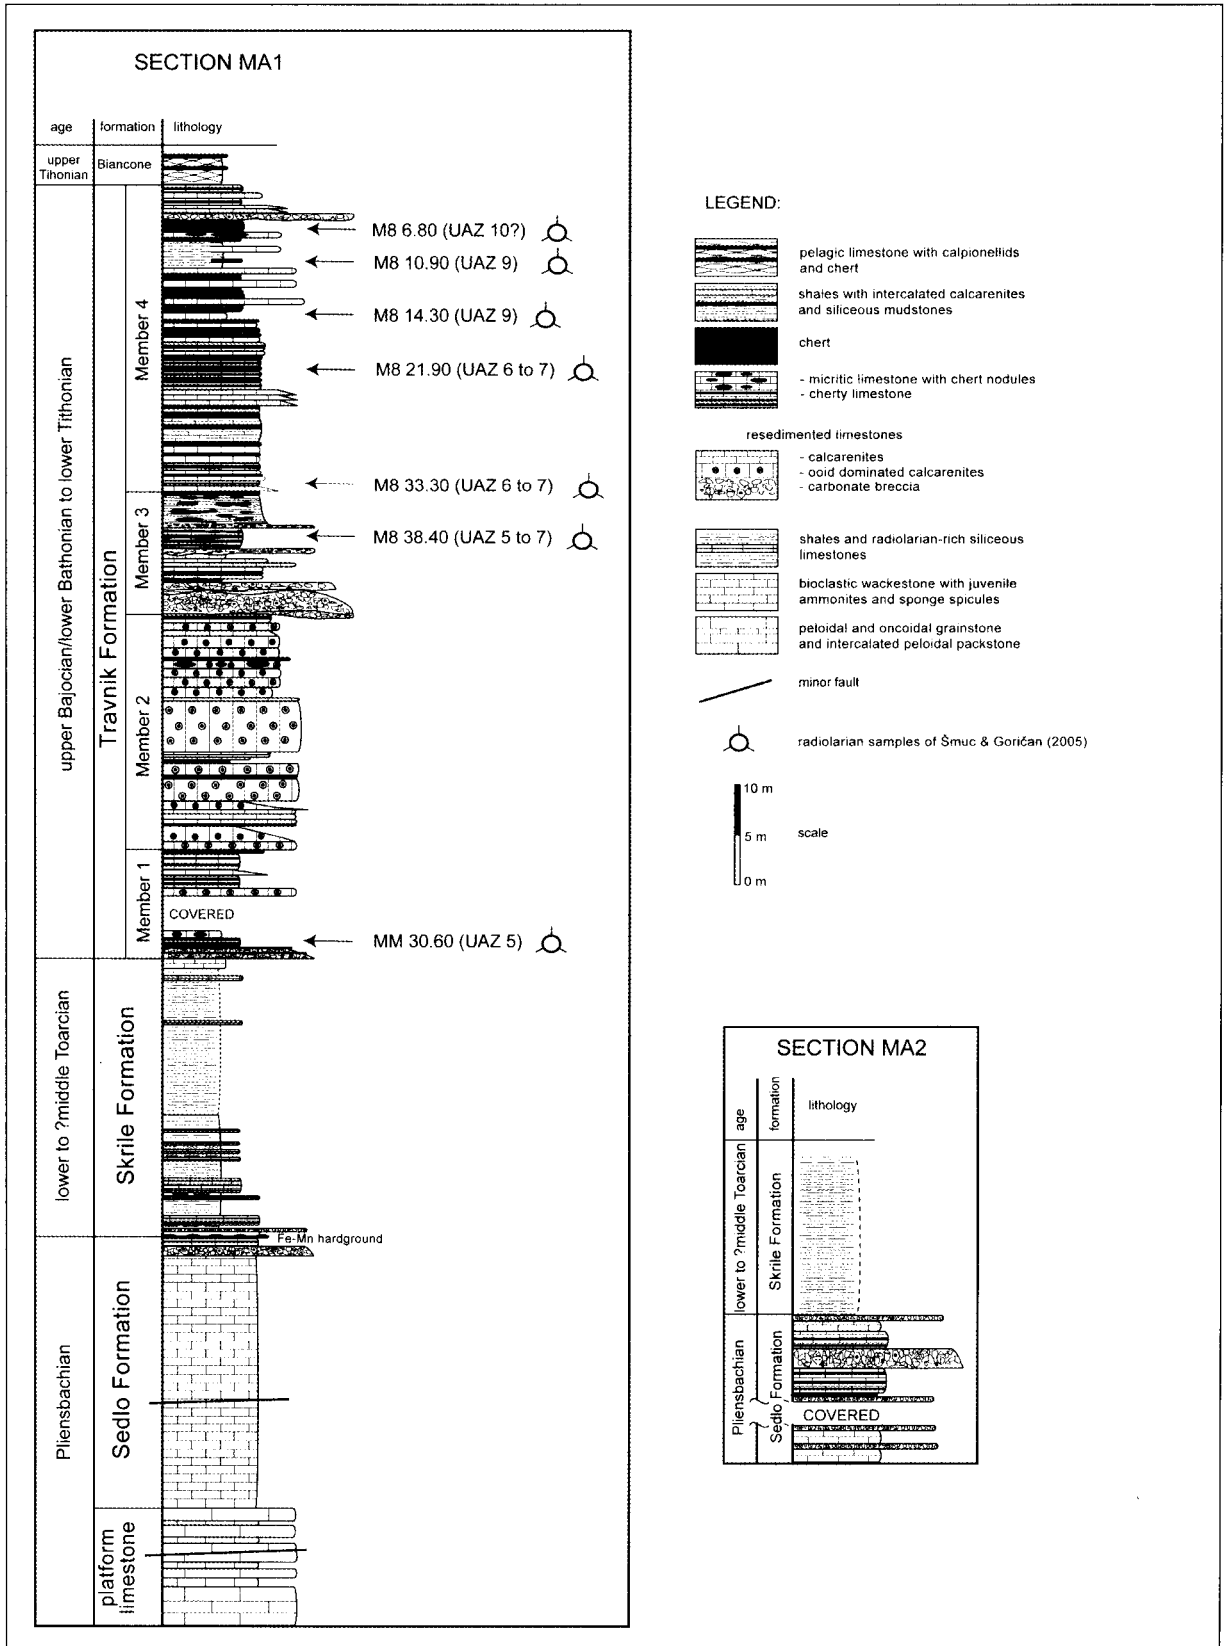 SECTION MA1
age
formation
lithology
upper
Tihonian
Biancone
upper Bajocian/lower Bathonian to lower Tithonian
Travnik Formation
Member 4
Member 3
Member 2
Member 1
M8 6.80 (UAZ 10?)
M8 10.90 (UAZ 9)
M8 14.30 (UAZ 9)
M8 21.90 (UAZ 6 to 7)
M8 33.30 (UAZ 6 to 7)
M8 38.40 (UAZ 5 to 7)
COVERED
MM 30.60 (UAZ 5)
lower to ?middle Toarcian
Skrile Formation
Fe-Mn hardground
Pliensbachian
Sedlo Formation
platform
limestone
LEGEND:
pelagic limestone with calpionellids
and chert
shales with intercalated calcarenites
and siliceous mudstones
chert
- micritic limestone with chert nodules
- cherty limestone
resedimented limestones
- calcarenites
- ooid dominated calcarenites
- carbonate breccia
shales and radiolarian-rich siliceous
limestones
bioclastic wackestone with juvenile
ammonites and sponge spicules
peloidal and oncoidal grainstone
and intercalated peloidal packstone
minor fault
radiolarian samples of Šmuc & Goričan (2005)
10 m
5 m
0 m
scale
SECTION MA2
age
formation
lithology
lower to ?middle Toarcian
Skrile Formation
Pliensbachian
Sedlo Formation
COVERED